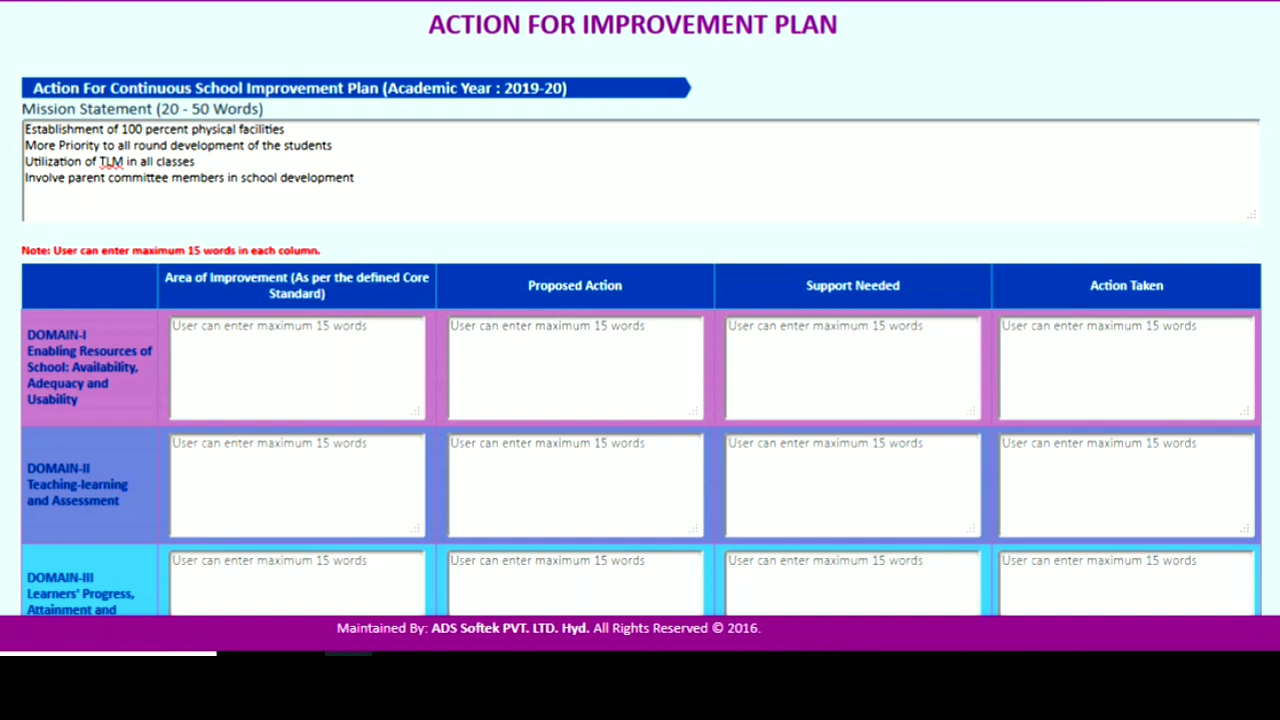 ACTION FOR IMPROVEMENT PLAN
Action For Continuous School Improvement Plan (Academic Year : 2019-20)
Mission Statement (20 - 50 Words)
Establishment of 100 percent physical facilities
More Priority to all round development of the students
Utilization of TLM in all classes
Involve parent committee members in school development
Note: User can enter maximum 15 words in each column.
Area of Improvement (As per the defined Core
Standard)
Proposed Action
Support Needed
Action Taken
DOMAIN-I
Enabling Resources of
School: Availability,
Adequacy and
Usability
User can enter maximum 15 words
User can enter maximum 15 words
User can enter maximum 15 words
User can enter maximum 15 words
DOMAIN-II
Teaching-learning
and Assessment
User can enter maximum 15 words
User can enter maximum 15 words
User can enter maximum 15 words
User can enter maximum 15 words
DOMAIN-III
Learners' Progress,
Attainment and
User can enter maximum 15 words
User can enter maximum 15 words
User can enter maximum 15 words
User can enter maximum 15 words
Maintained By: ADS Softek PVT. LTD. Hyd. All Rights Reserved © 2016.